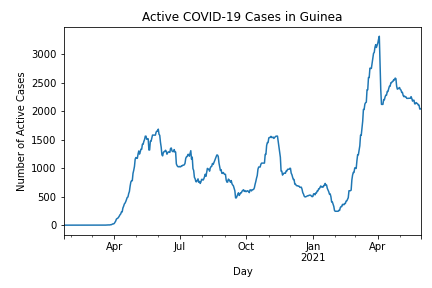 Active COVID-19 Cases in Guinea
Number of Active Cases
3000
2500
2000
1500
1000
500
0
Apr
Jul
Oct
Jan
2021
Apr
Day